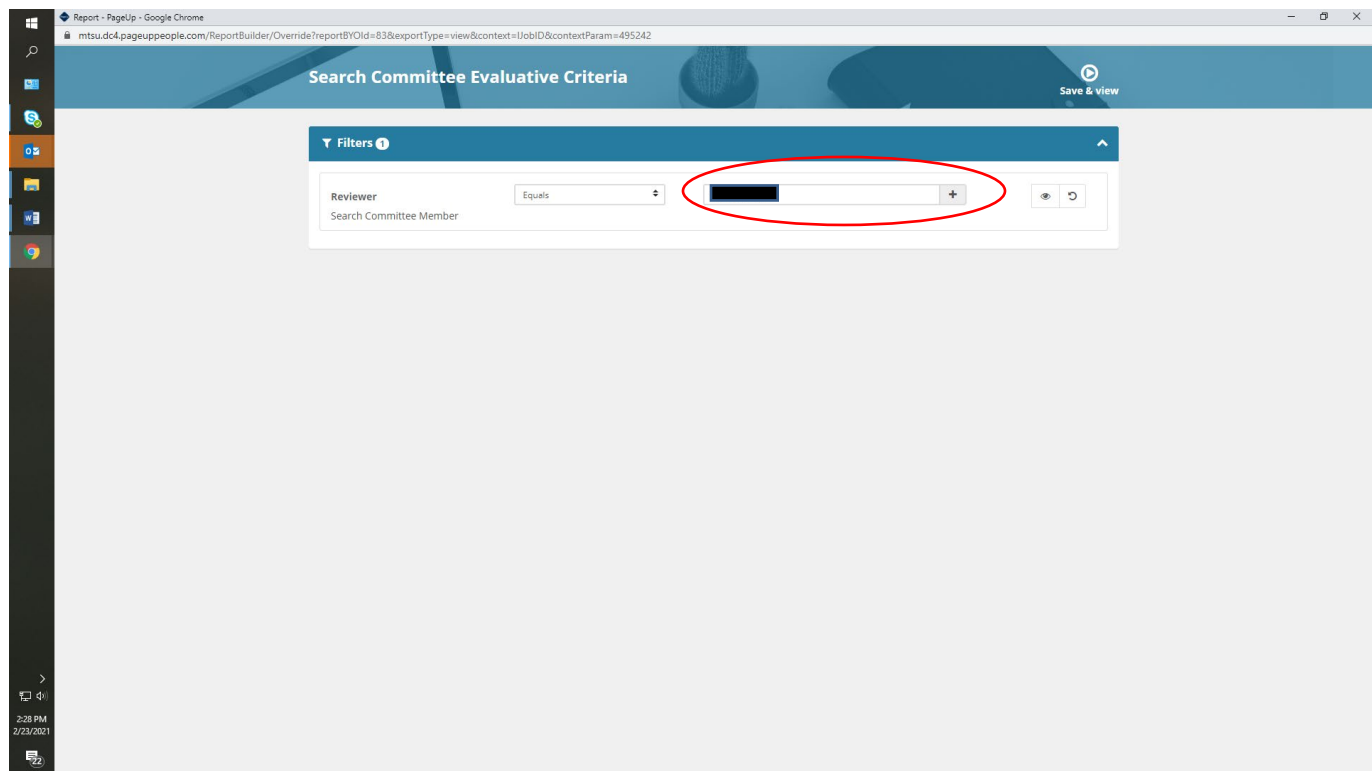 Report - PageUp - Google Chrome
mtsu.dc4.pageuppeople.com/ReportBuilder/Override?reportBYOId=83&exportType=view&context=IJobID&contextParam=495242
Search Committee Evaluative Criteria
Save & view
Filters 1
Reviewer
Equals
+
Search Committee Member
2:28 PM
2/23/2021
22